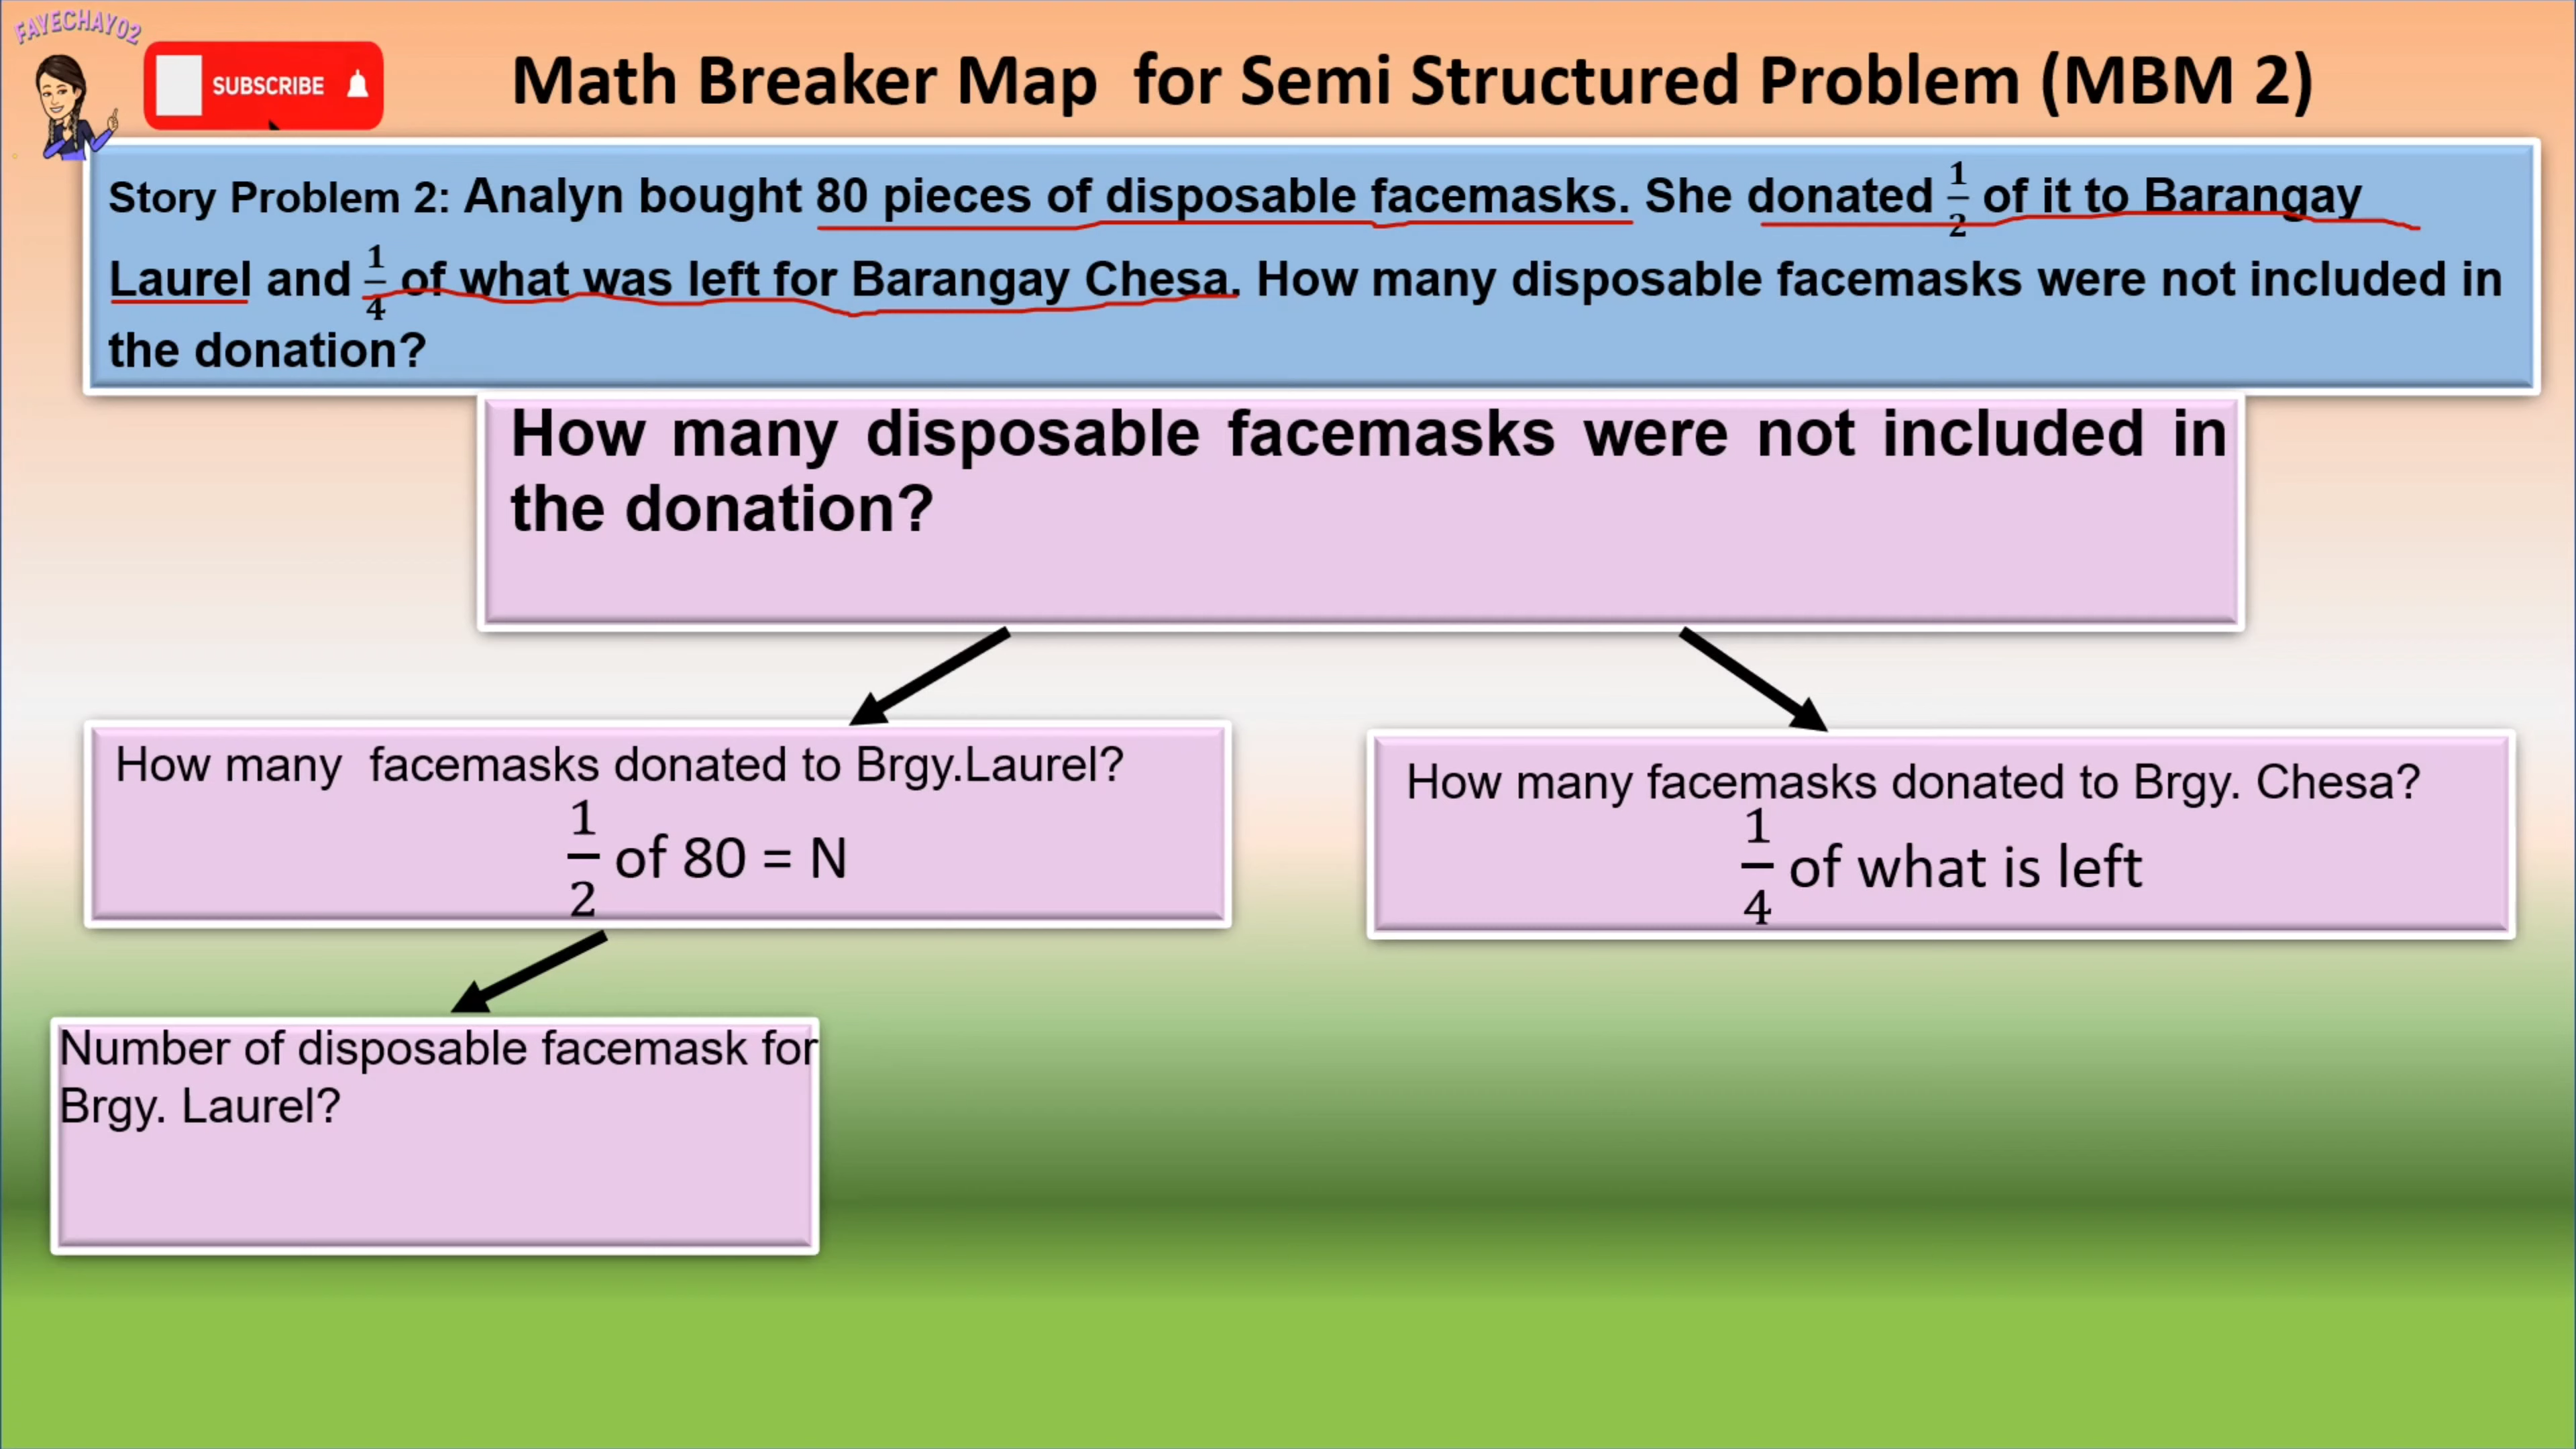 FAYECHAY02
SUBSCRIBE
Math Breaker Map for Semi Structured Problem (MBM 2)
Story Problem 2: Analyn bought 80 pieces of disposable facemasks. She donated 1/2 of it to Barangay
Laurel and 1/4 of what was left for Barangay Chesa. How many disposable facemasks were not included in
the donation?
How many disposable facemasks were not included in
the donation?
How many facemasks donated to Brgy.Laurel?
1/2 of 80 = N
How many facemasks donated to Brgy. Chesa?
1/4 of what is left
Number of disposable facemask for
Brgy. Laurel?